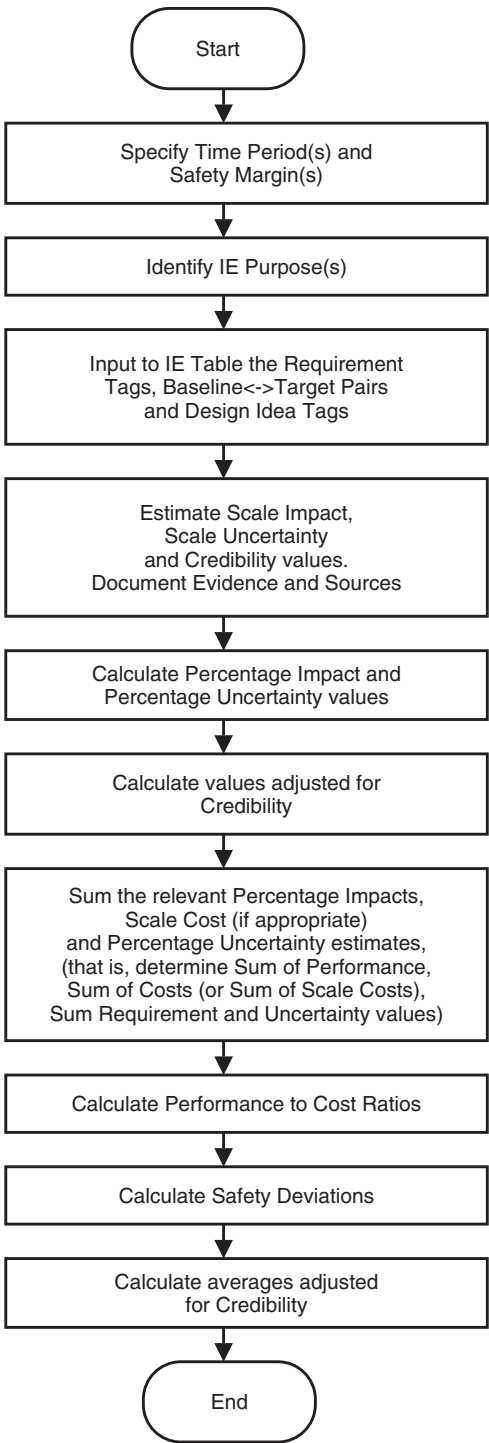 Start
Specify Time Period(s) and
Safety Margin(s)
Identify IE Purpose(s)
Input to IE Table the Requirement
Tags, Baseline<->Target Pairs
and Design Idea Tags
Estimate Scale Impact,
Scale Uncertainty
and Credibility values.
Document Evidence and Sources
Calculate Percentage Impact and
Percentage Uncertainty values
Calculate values adjusted for
Credibility
Sum the relevant Percentage Impacts,
Scale Cost (if appropriate)
and Percentage Uncertainty estimates,
(that is, determine Sum of Performance,
Sum of Costs (or Sum of Scale Costs),
Sum Requirement and Uncertainty values)
Calculate Performance to Cost Ratios
Calculate Safety Deviations
Calculate averages adjusted
for Credibility
End